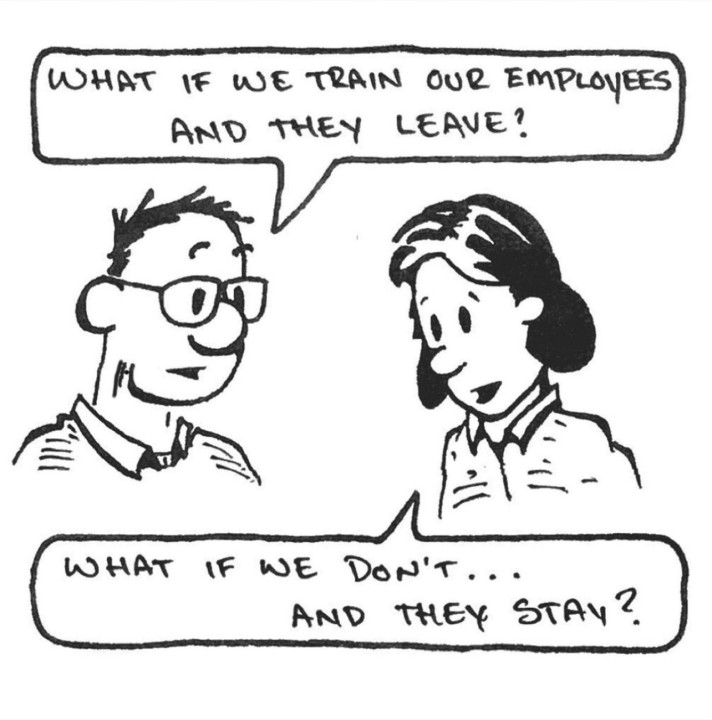 WHAT IF WE TRAIN OUR EMPLOYEES
AND THEY LEAVE?
WHAT IF WE DON'T...
AND THEY STAY?